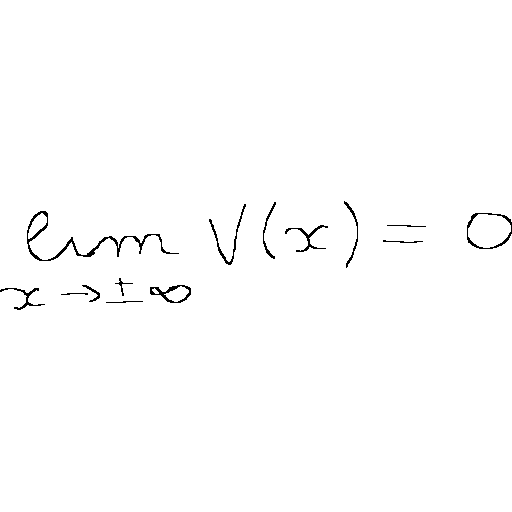 lim V(x) = 0
x → ± ∞